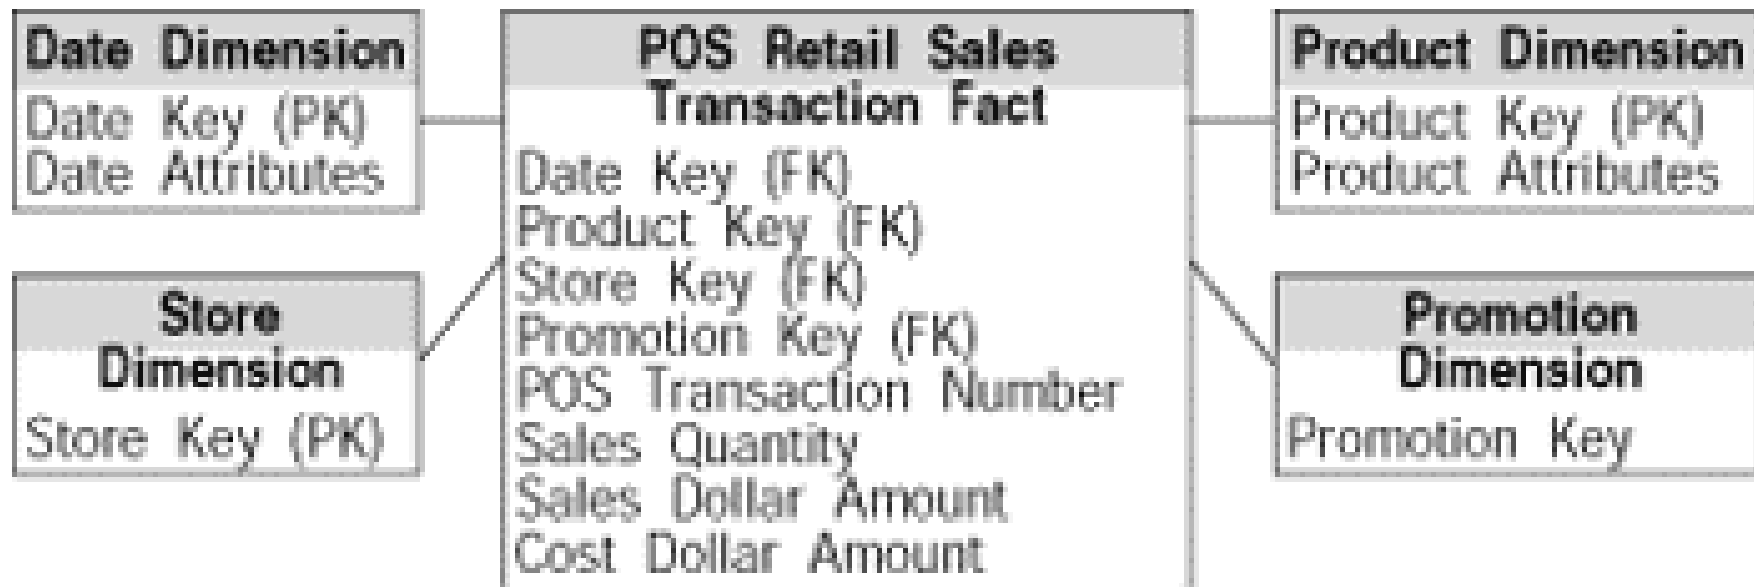 Date Dimension
Date Key (PK)
Date Attributes
Store
Dimension
Store Key (PK)
POS Retail Sales
Transaction Fact
Date Key (FK)
Product Key (FK)
Store Key (FK)
Promotion Key (FK)
POS Transaction Number
Sales Quantity
Sales Dollar Amount
Cost Dollar Amount
Product Dimension
Product Key (PK)
Product Attributes
Promotion
Dimension
Promotion Key